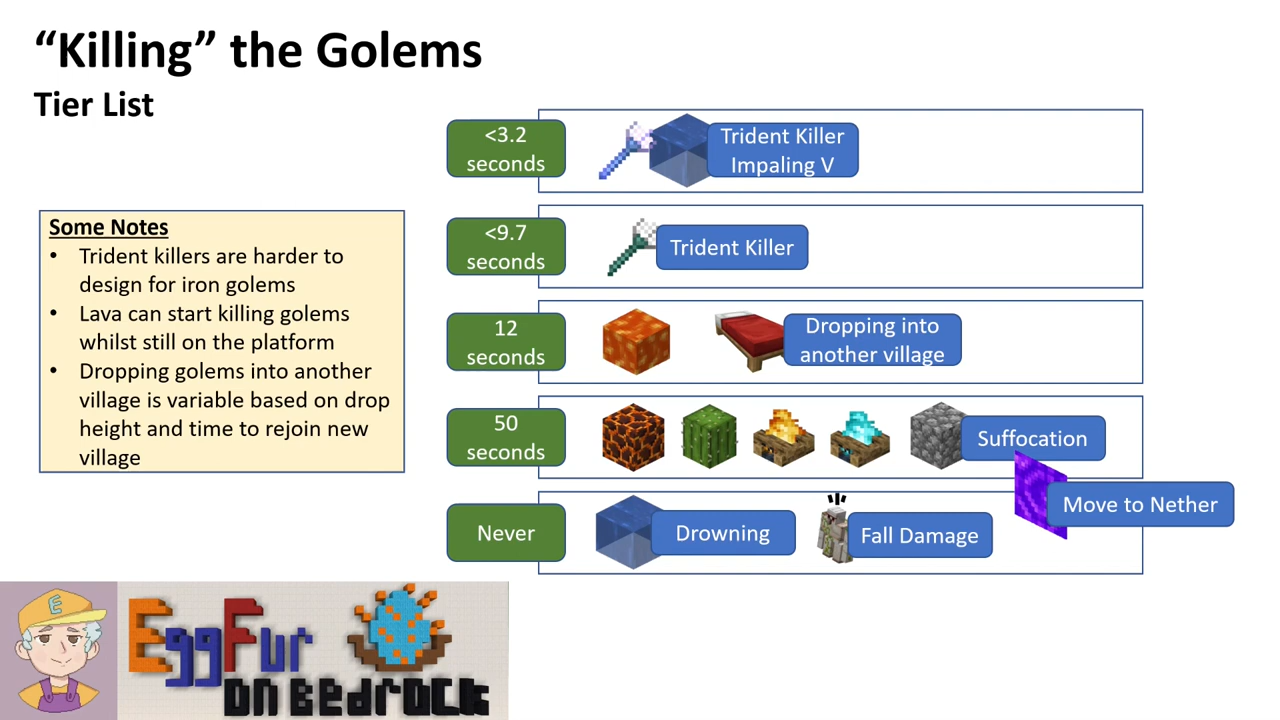 “Killing” the Golems
Tier List
<3.2
seconds
Trident Killer
Impaling V
<9.7
seconds
Trident Killer
12
seconds
Dropping into
another village
50
seconds
Suffocation
Move to Nether
Never
Drowning
Fall Damage
Some Notes
• Trident killers are harder to
design for iron golems
• Lava can start killing golems
whilst still on the platform
• Dropping golems into another
village is variable based on drop
height and time to rejoin new
village
E
EggFur
on Bedrock